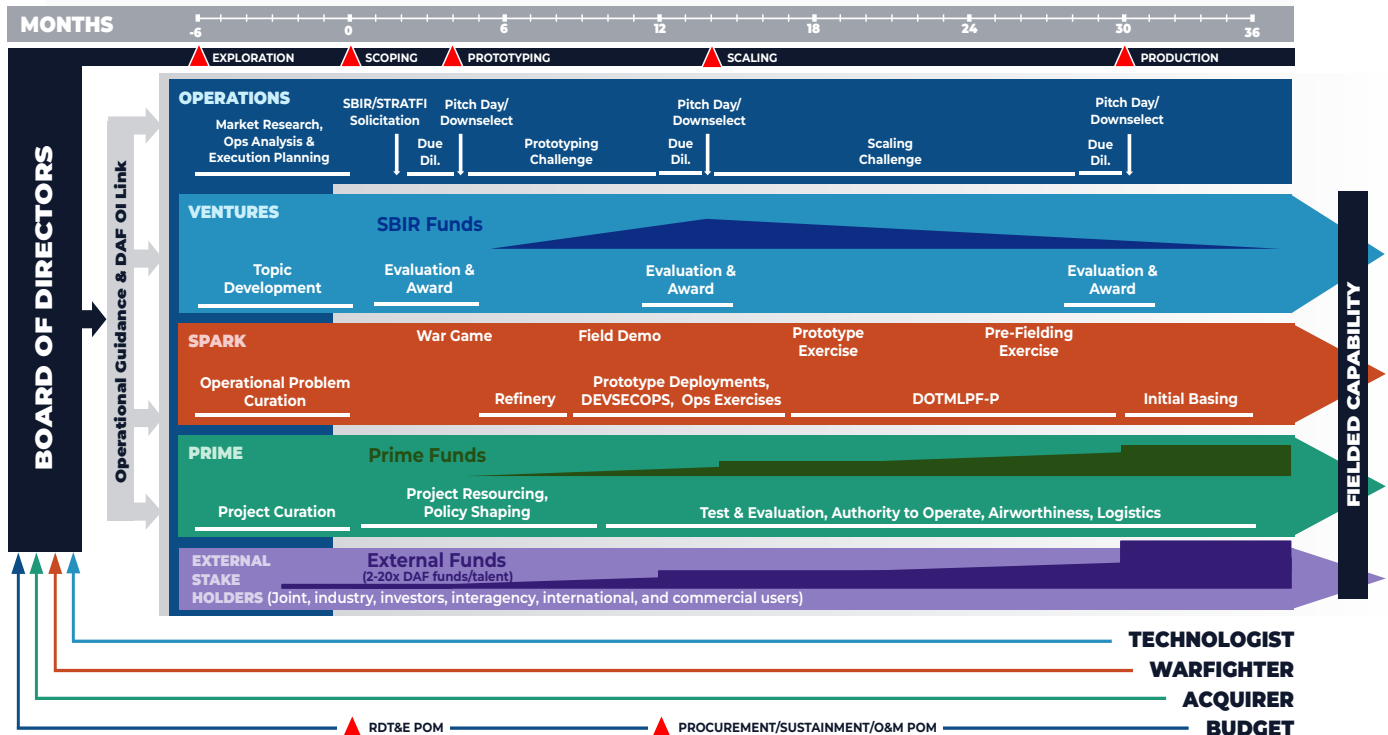 MONTHS
-6 0 6 12 18 24 30 36
EXPLORATION SCOPING PROTOTYPING SCALING PRODUCTION
BOARD OF DIRECTORS
Operational Guidance & DAF OI Link
OPERATIONS
Market Research,
Ops Analysis &
Execution Planning
SBIR/STRATFI
Solicitation
Due
Dil.
Pitch Day/
Downselect
Prototyping
Challenge
Due
Dil.
Pitch Day/
Downselect
Scaling
Challenge
Due
Dil.
Pitch Day/
Downselect
VENTURES
SBIR Funds
Topic
Development
Evaluation &
Award
Evaluation &
Award
Evaluation &
Award
SPARK
War Game
Field Demo
Prototype
Exercise
Pre-Fielding
Exercise
Operational Problem
Curation
Refinery
Prototype Deployments,
DEVSECOPS, Ops Exercises
DOTMLPF-P
Initial Basing
PRIME
Prime Funds
Project Curation
Project Resourcing,
Policy Shaping
Test & Evaluation, Authority to Operate, Airworthiness, Logistics
EXTERNAL
STAKE
HOLDERS (Joint, industry, investors, interagency, international, and commercial users)
External Funds
(2-20x DAF funds/talent)
FIELDED CAPABILITY
TECHNOLOGIST
WARFIGHTER
ACQUIRER
RDT&E POM PROCUREMENT/SUSTAINMENT/O&M POM BUDGET